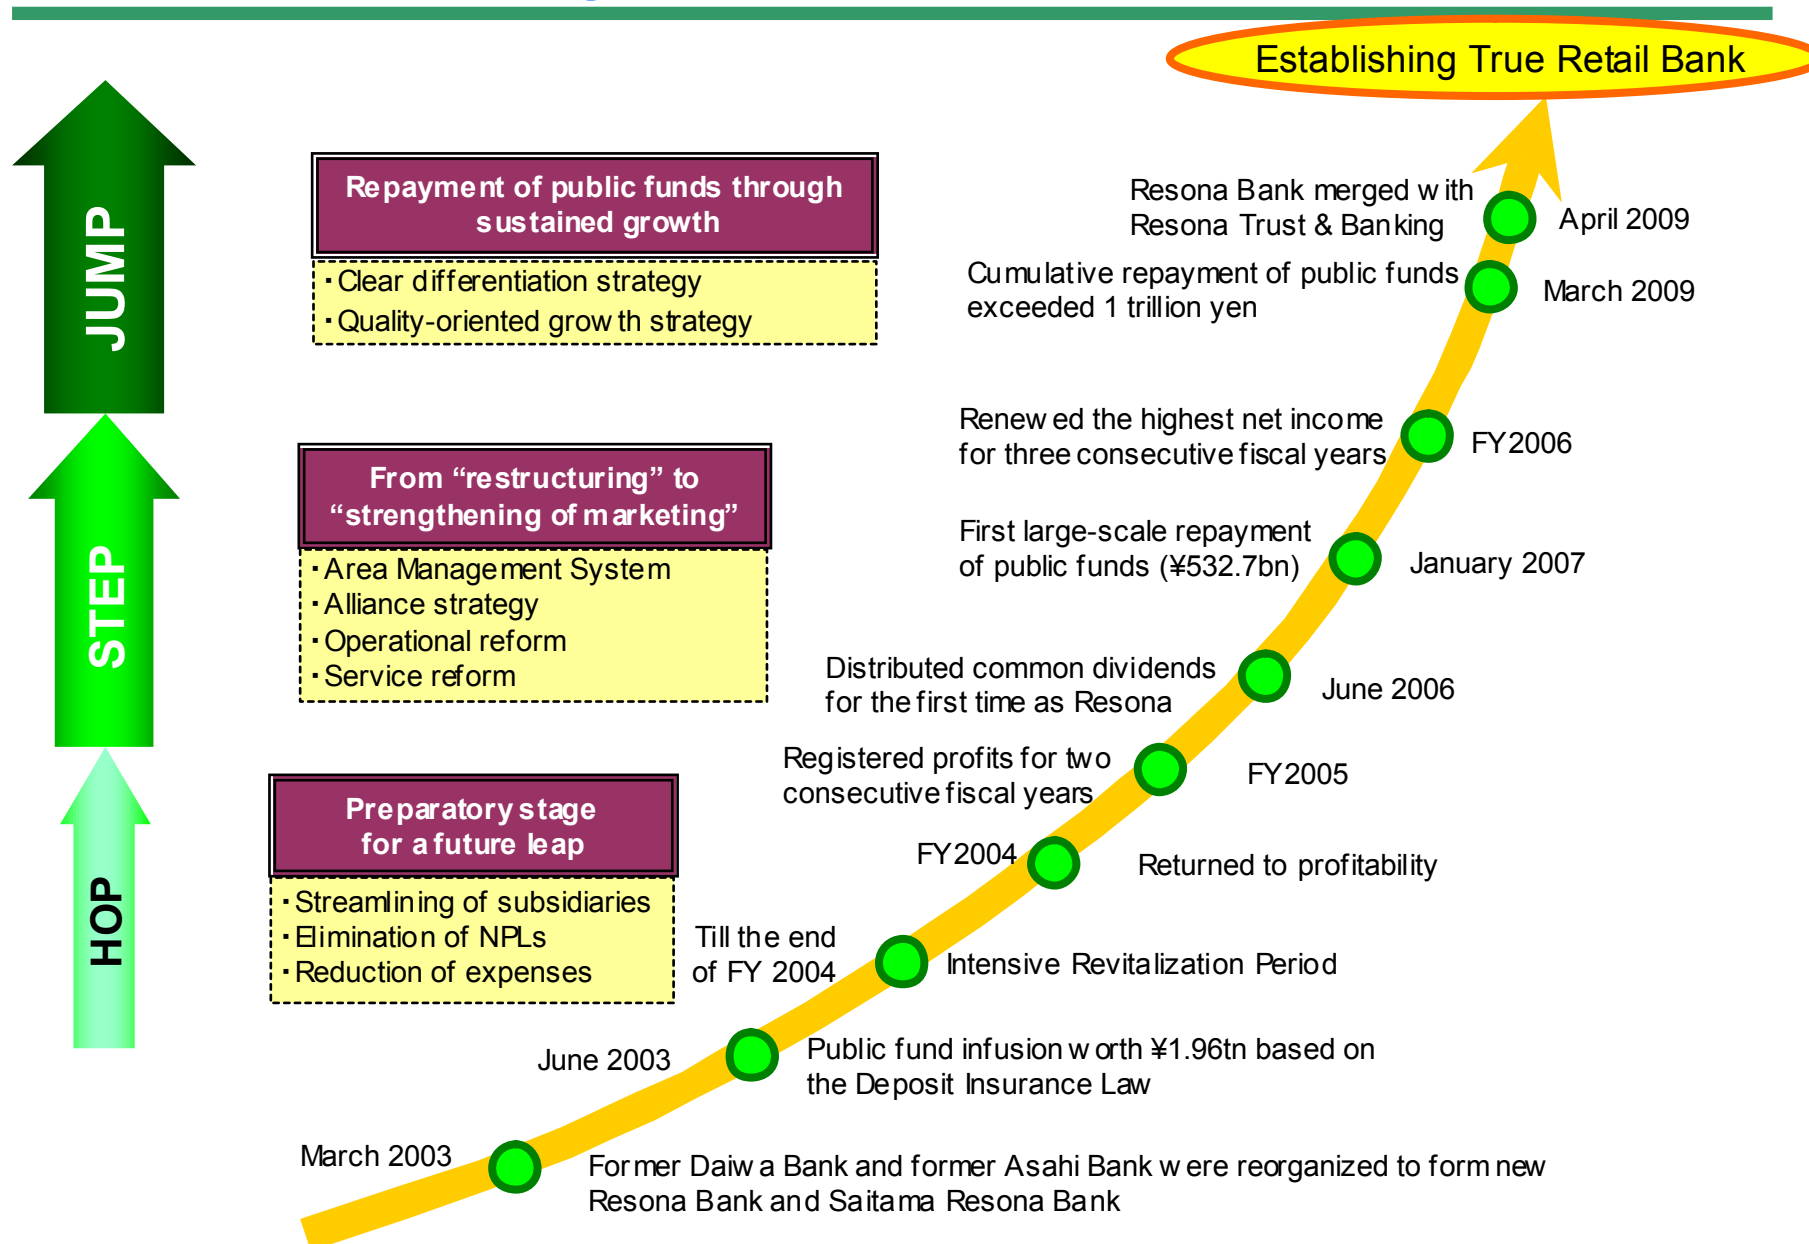 Establishing True Retail Bank
JUMP
Repayment of public funds through
sustained growth
・Clear differentiation strategy
・Quality-oriented growth strategy
Resona Bank merged with
Resona Trust & Banking
April 2009
Cumulative repayment of public funds
exceeded 1 trillion yen
March 2009
Renewed the highest net income
for three consecutive fiscal years
FY2006
STEP
From “restructuring” to
“strengthening of marketing”
・Area Management System
・Alliance strategy
・Operational reform
・Service reform
First large-scale repayment
of public funds (¥532.7bn)
January 2007
Distributed common dividends
for the first time as Resona
June 2006
Registered profits for two
consecutive fiscal years
FY2005
HOP
Preparatory stage
for a future leap
・Streamlining of subsidiaries
・Elimination of NPLs
・Reduction of expenses
FY2004
Returned to profitability
Till the end
of FY 2004
Intensive Revitalization Period
June 2003
Public fund infusion worth ¥1.96tn based on
the Deposit Insurance Law
March 2003
Former Daiwa Bank and former Asahi Bank were reorganized to form new
Resona Bank and Saitama Resona Bank